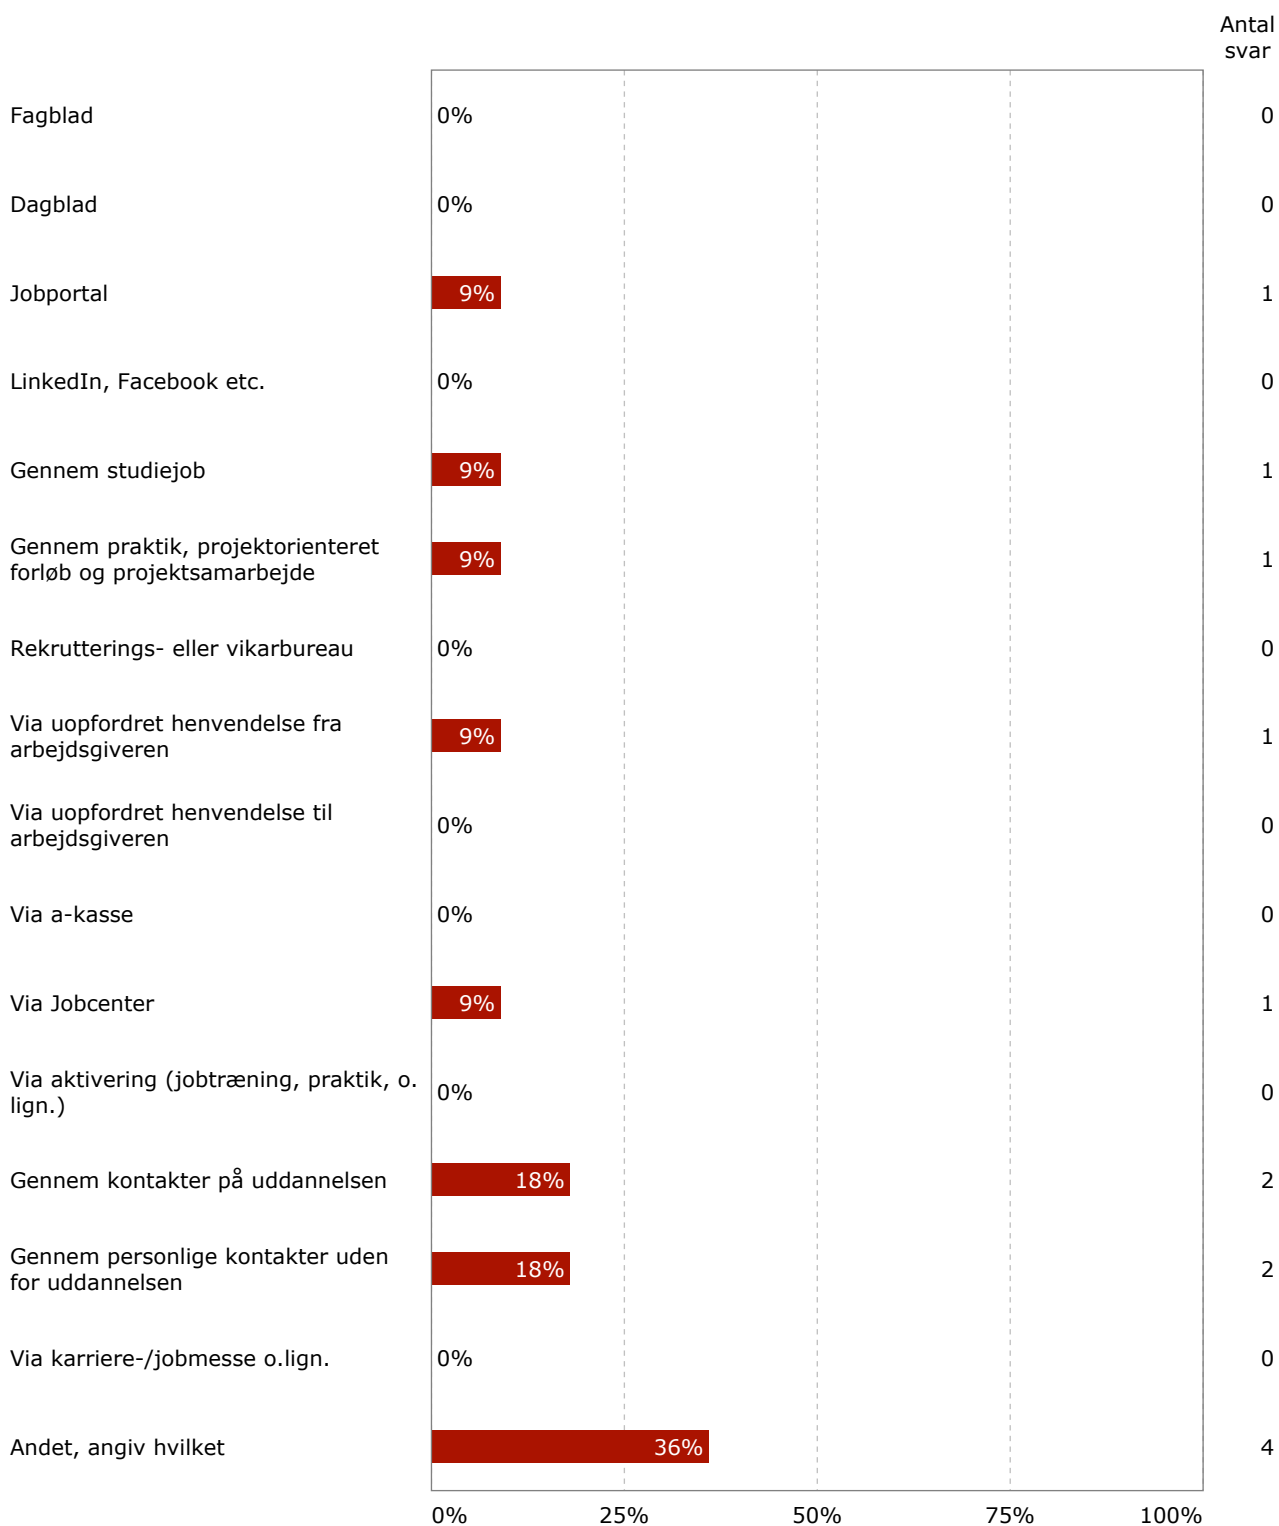 Antal
svar
Fagblad 0% 0
Dagblad 0% 0
Jobportal 9% 1
LinkedIn, Facebook etc. 0% 0
Gennem studiejob 9% 1
Gennem praktik, projektorienteret
forløb og projektsamarbejde 9% 1
Rekrutterings- eller vikarbureau 0% 0
Via uopfordret henvendelse fra
arbejdsgiveren 9% 1
Via uopfordret henvendelse til
arbejdsgiveren 0% 0
Via a-kasse 0% 0
Via Jobcenter 9% 1
Via aktivering (jobtræning, praktik, o.
lign.) 0% 0
Gennem kontakter på uddannelsen 18% 2
Gennem personlige kontakter uden
for uddannelsen 18% 2
Via karriere-/jobmesse o.lign. 0% 0
Andet, angiv hvilket 36% 4
0% 25% 50% 75% 100%